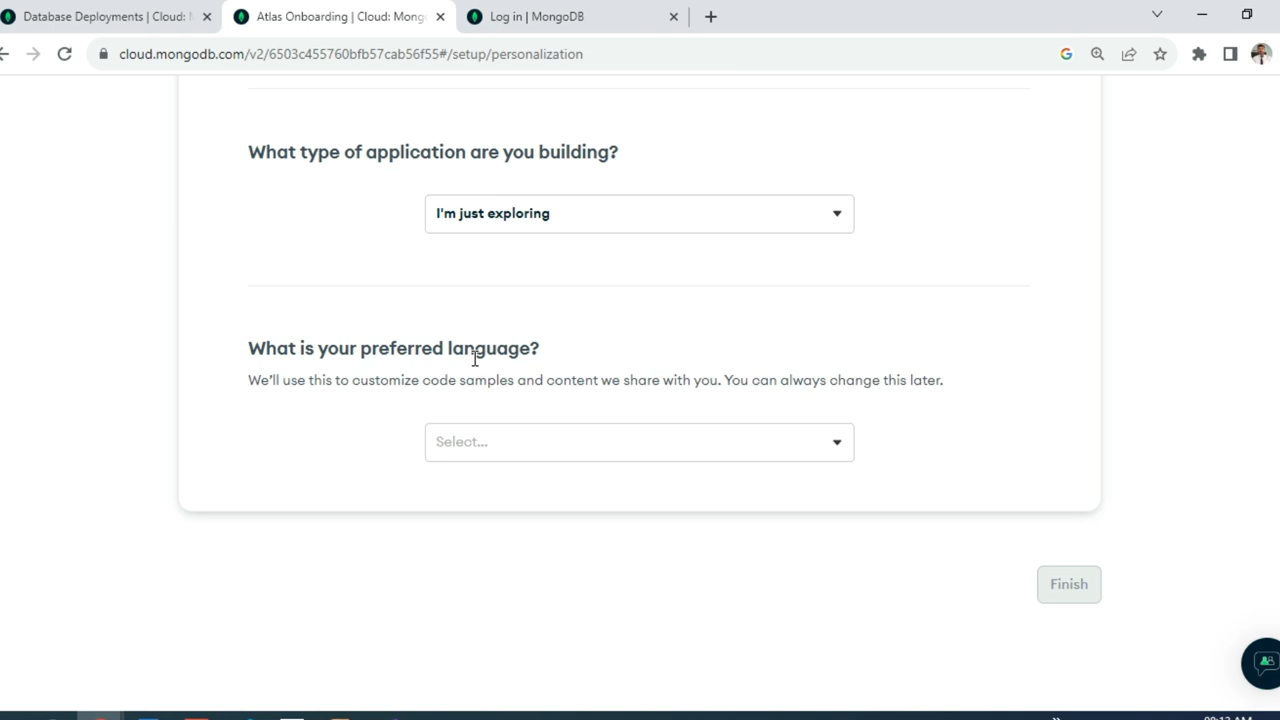 Database Deployments | Cloud:
Atlas Onboarding | Cloud: Mong
Log in | MongoDB
cloud.mongodb.com/v2/6503c455760bfb57cab56f55#/setup/personalization
What type of application are you building?
I'm just exploring
What is your preferred language?
We'll use this to customize code samples and content we share with you. You can always change this later.
Select...
Finish